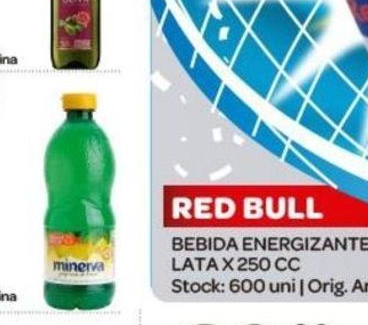 ina
minerva
ina
RED BULL
BEBIDA ENERGIZANTE
LATA X 250 CC
Stock: 600 uni | Orig. Ar